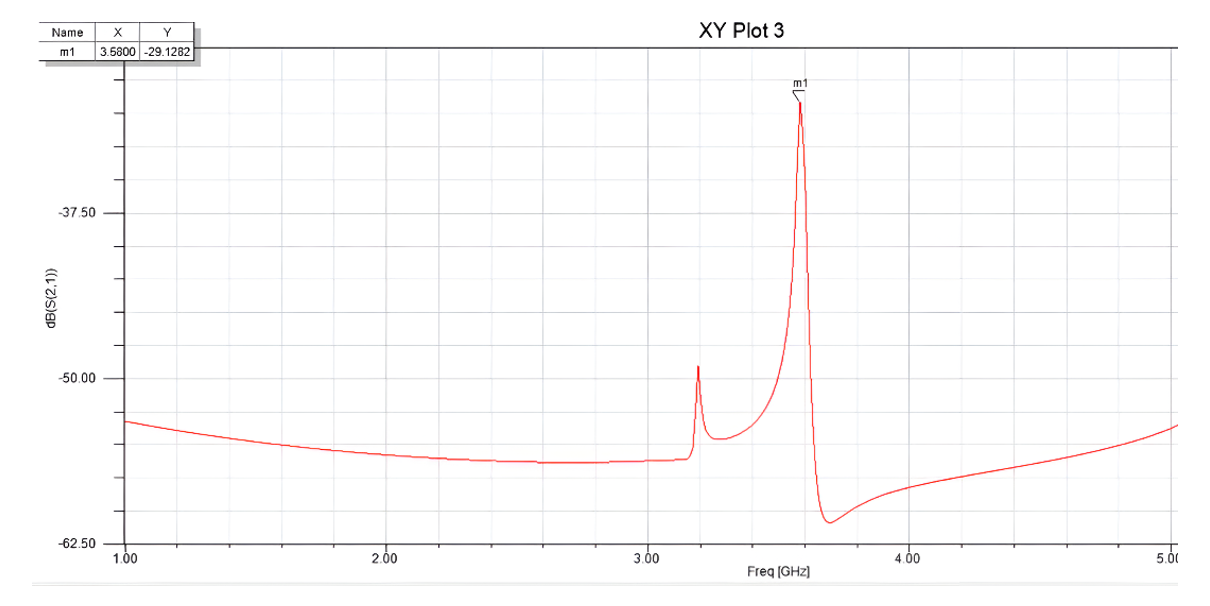 XY Plot 3
Name X Y
m1 3.5800 -29.1282
m1
-37.50
-50.00
-62.50
dB(S(2,1))
1.00 2.00 3.00 4.00 5.00
Freq [GHz]